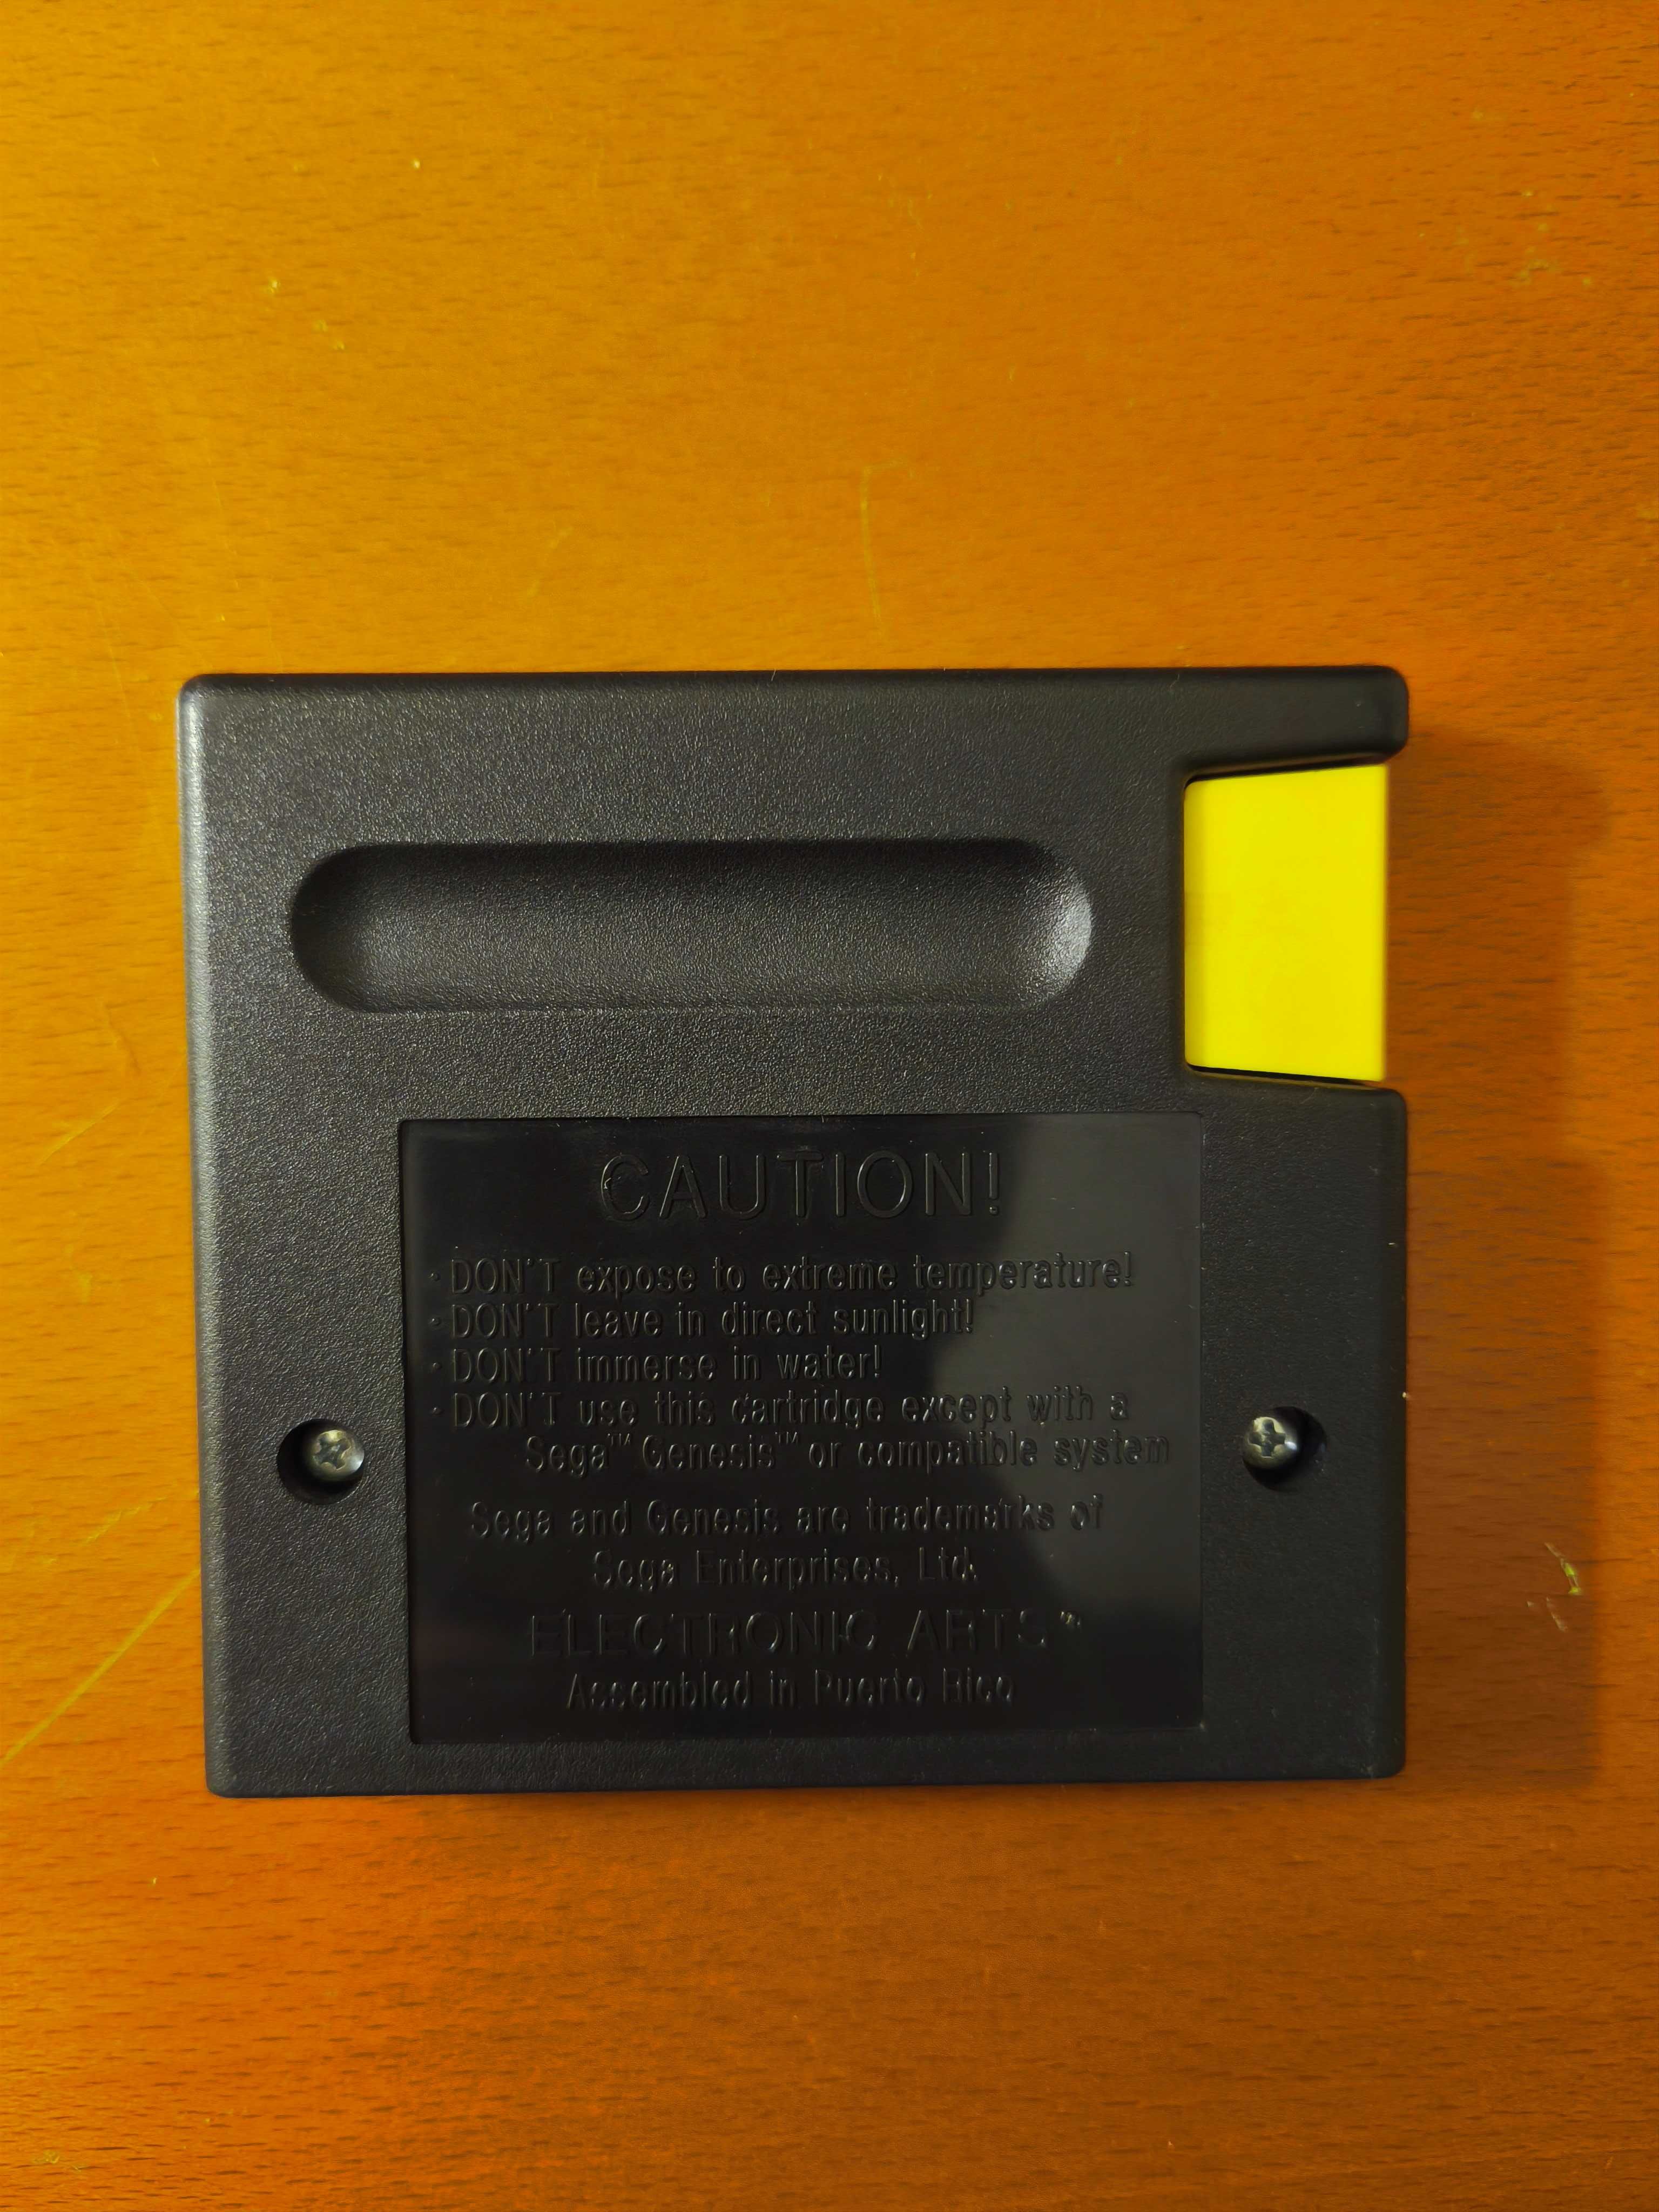 CAUTION!
· DON'T expose to extreme temperature!
· DON'T leave in direct sunlight!
· DON'T immerse in water!
· DON'T use this cartridge except with a
Sega™ Genesis™ or compatible system
Sega and Genesis are trademarks of
Sega Enterprises, Ltd.
ELECTRONIC ARTS®
Assembled in Puerto Rico